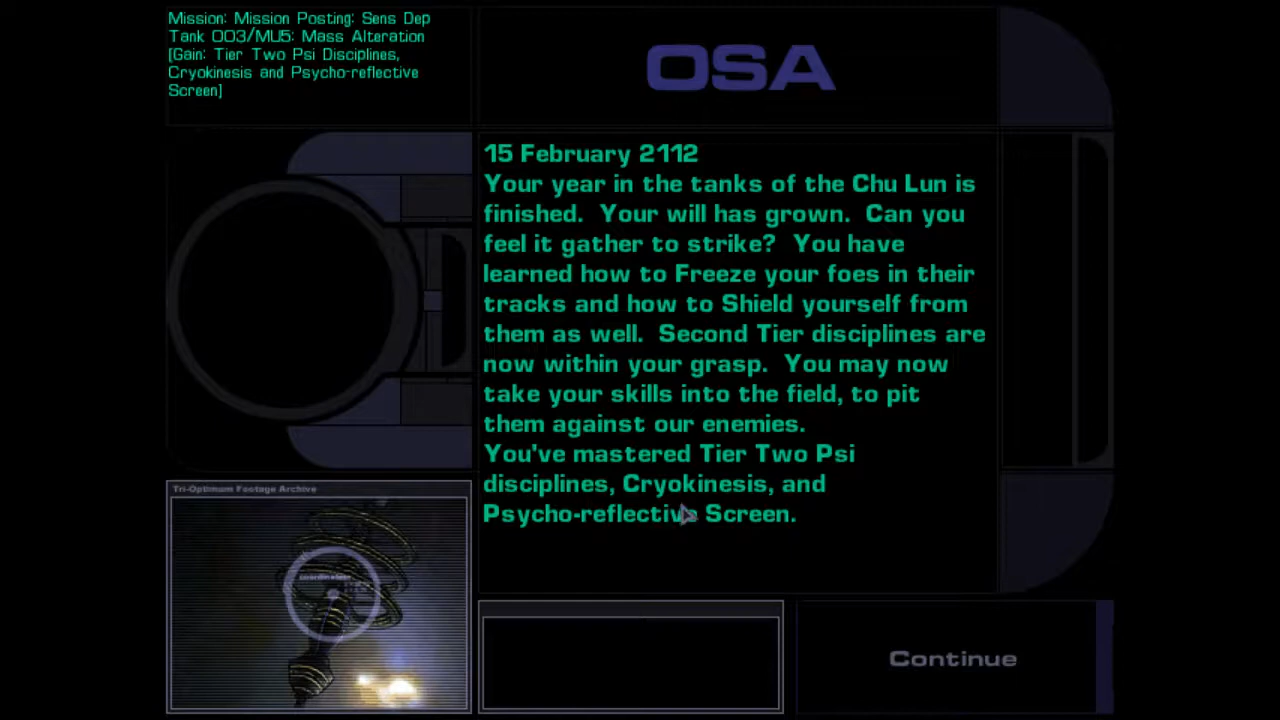 Mission: Mission Posting: Sens Dep
Tank 003/MU5: Mass Alteration
[Gain: Tier Two Psi Disciplines,
Cryokinesis and Psycho-reflective
Screen]
OSA
15 February 2112
Your year in the tanks of the Chu Lun is
finished.  Your will has grown.  Can you
feel it gather to strike?  You have
learned how to Freeze your foes in their
tracks and how to Shield yourself from
them as well.  Second Tier disciplines are
now within your grasp.  You may now
take your skills into the field, to pit
them against our enemies.
You've mastered Tier Two Psi
disciplines, Cryokinesis, and
Psycho-reflective Screen.
Tri-Optimum Footage Archive
Continue